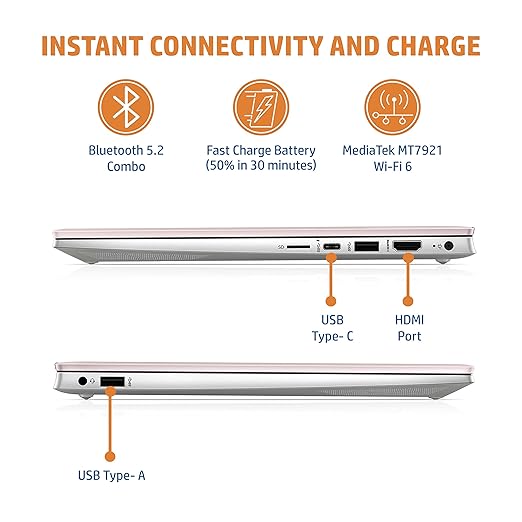 INSTANT CONNECTIVITY AND CHARGE
Bluetooth 5.2
Combo
Fast Charge Battery
(50% in 30 minutes)
MediaTek MT7921
Wi-Fi 6
SD
USB
Type- C
HDMI
Port
USB Type- A